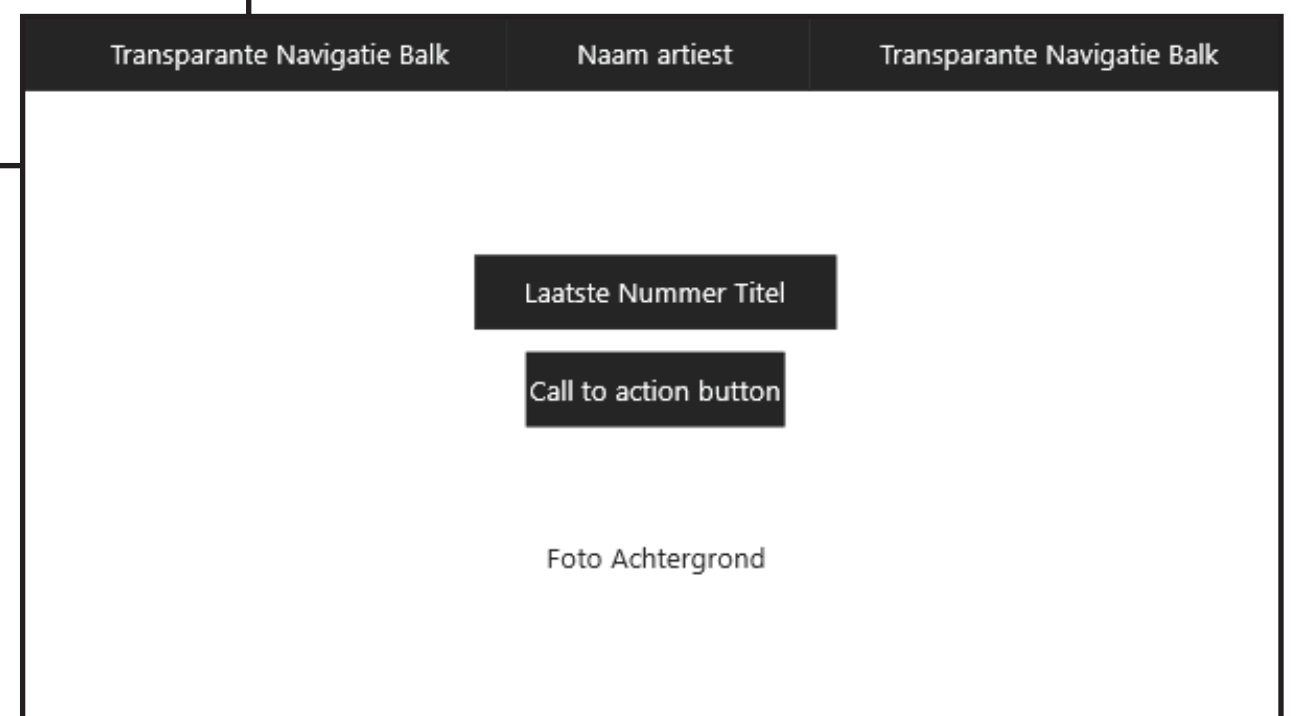 Transparante Navigatie Balk Naam artiest Transparante Navigatie Balk
Laatste Nummer Titel
Call to action button
Foto Achtergrond